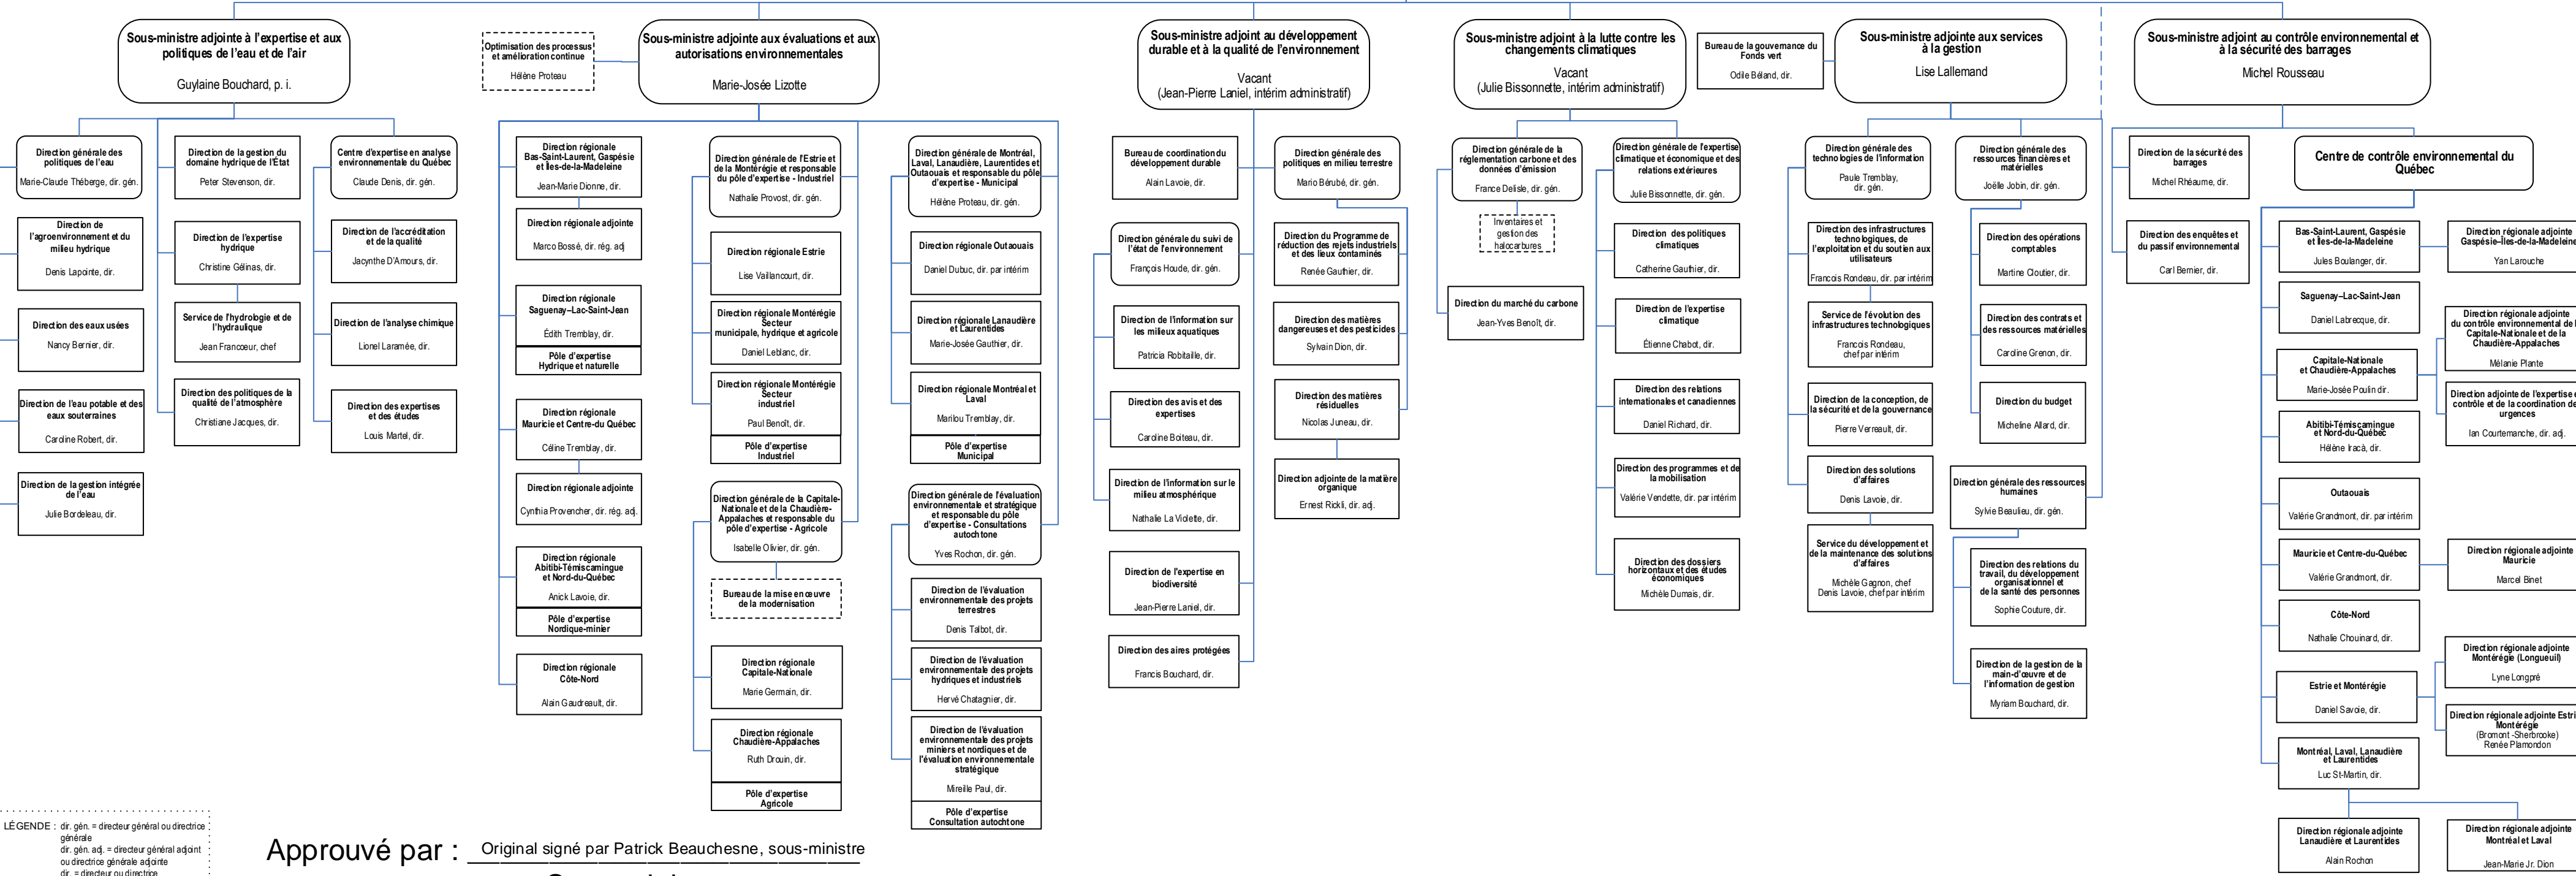 Sous-ministre adjointe à l'expertise et aux
politiques de l'eau et de l'air
Guylaine Bouchard, p. i.
Direction générale des
politiques de l'eau
Marie-Claude Théberge, dir. gén.
Direction de
l'agroenvironnement et du
milieu hydrique
Denis Lapointe, dir.
Direction des eaux usées
Nancy Bernier, dir.
Direction de l'eau potable et des
eaux souterraines
Caroline Robert, dir.
Direction de la gestion intégrée
de l'eau
Julie Bordeleau, dir.
Direction de la gestion du
domaine hydrique de l'État
Peter Stevenson, dir.
Direction de l'expertise
hydrique
Christine Gélinas, dir.
Service de l'hydrologie et de
l'hydraulique
Jean Francœur, chef
Direction des politiques de la
qualité de l'atmosphère
Christiane Jacques, dir.
Centre d'expertise en analyse
environnementale du Québec
Claude Denis, dir. gén.
Direction de l'accréditation
et de la qualité
Jacynthe D'Amours, dir.
Direction de l'analyse chimique
Lionel Laramée, dir.
Direction des expertises
et des études
Louis Martel, dir.
Optimisation des processus
et amélioration continue
Hélène Proteau
Sous-ministre adjointe aux évaluations et aux
autorisations environnementales
Marie-Josée Lizotte
Direction régionale
Bas-Saint-Laurent, Gaspésie
et Îles-de-la-Madeleine
Jean-Marie Dionne, dir.
Direction régionale adjointe
Marco Bossé, dir. rég. adj
Direction régionale
Saguenay–Lac-Saint-Jean
Édith Tremblay, dir.
Pôle d'expertise
Hydrique et naturelle
Direction régionale
Mauricie et Centre-du Québec
Céline Tremblay, dir.
Direction régionale adjointe
Cynthia Provencher, dir. rég. adj.
Direction régionale
Abitibi-Témiscamingue
et Nord-du-Québec
Anick Lavoie, dir.
Pôle d'expertise
Nordique-minier
Direction régionale
Côte-Nord
Alain Gaudreault, dir.
Direction générale de l'Estrie et
de la Montérégie et responsable
du pôle d'expertise - Industriel
Nathalie Provost, dir. gén.
Direction régionale Estrie
Lise Vaillancourt, dir.
Direction régionale Montérégie
Secteur
municipale, hydrique et agricole
Daniel Leblanc, dir.
Direction régionale Montérégie
Secteur
industriel
Paul Benoît, dir.
Pôle d'expertise
Industriel
Direction générale de la Capitale-
Nationale et de la Chaudière-
Appalaches et responsable du
pôle d'expertise - Agricole
Isabelle Olivier, dir. gén.
Bureau de la mise en œuvre
de la modernisation
Direction régionale
Capitale-Nationale
Marie Germain, dir.
Direction régionale
Chaudière-Appalaches
Ruth Drouin, dir.
Pôle d'expertise
Agricole
Direction générale de Montréal,
Laval, Lanaudière, Laurentides et
Outaouais et responsable du pôle
d'expertise - Municipal
Hélène Proteau, dir. gén.
Direction régionale Outaouais
Daniel Dubuc, dir. par intérim
Direction régionale Lanaudière
et Laurentides
Marie-Josée Gauthier, dir.
Direction régionale Montréal et
Laval
Marilou Tremblay, dir.
Pôle d'expertise
Municipal
Direction générale de l'évaluation
environnementale et stratégique
et responsable du pôle
d'expertise - Consultations
autochtone
Yves Rochon, dir. gén.
Direction de l'évaluation
environnementale des projets
terrestres
Denis Talbot, dir.
Direction de l'évaluation
environnementale des projets
hydriques et industriels
Hervé Chatagnier, dir.
Direction de l'évaluation
environnementale des projets
miniers et nordiques et de
l'évaluation environnementale
stratégique
Mireille Paul, dir.
Pôle d'expertise
Consultation autochtone
Sous-ministre adjoint au développement
durable et à la qualité de l'environnement
Vacant
(Jean-Pierre Laniel, intérim administratif)
Bureau de coordination du
développement durable
Alain Lavoie, dir.
Direction générale du suivi de
l'état de l'environnement
François Houde, dir. gén.
Direction de l'information sur
les milieux aquatiques
Patricia Robitaille, dir.
Direction des avis et des
expertises
Caroline Boiteau, dir.
Direction de l'information sur le
milieu atmosphérique
Nathalie La Violette, dir.
Direction de l'expertise en
biodiversité
Jean-Pierre Laniel, dir.
Direction des aires protégées
Francis Bouchard, dir.
Direction générale des
politiques en milieu terrestre
Mario Bérubé, dir. gén.
Direction du Programme de
réduction des rejets industriels
et des lieux contaminés
Renée Gauthier, dir.
Direction des matières
dangereuses et des pesticides
Sylvain Dion, dir.
Direction des matières
résiduelles
Nicolas Juneau, dir.
Direction adjointe de la matière
organique
Ernest Rickli, dir. adj.
Sous-ministre adjoint à la lutte contre les
changements climatiques
Vacant
(Julie Bissonnette, intérim administratif)
Direction générale de la
réglementation carbone et des
données d'émission
France Delisle, dir. gén.
Inventaires et
gestion des
halocarbures
Direction du marché du carbone
Jean-Yves Benoît, dir.
Direction générale de l'expertise
climatique et économique et des
relations extérieures
Julie Bissonnette, dir. gén.
Direction des politiques
climatiques
Catherine Gauthier, dir.
Direction de l'expertise
climatique
Étienne Chabot, dir.
Direction des relations
internationales et canadiennes
Daniel Richard, dir.
Direction des programmes et de
la mobilisation
Valérie Vendette, dir. par intérim
Direction des dossiers
horizontaux et des études
économiques
Michèle Dumais, dir.
Bureau de la gouvernance du
Fonds vert
Odile Béland, dir.
Sous-ministre adjointe aux services
à la gestion
Lise Lallemand
Direction générale des
technologies de l'information
Paule Tremblay,
dir. gén.
Direction des infrastructures
technologiques, de
l'exploitation et du soutien aux
utilisateurs
Francois Rondeau, dir. par intérim
Service de l'évolution des
infrastructures technologiques
Francois Rondeau,
chef par intérim
Direction de la conception, de
la sécurité et de la gouvernance
Pierre Verreault, dir.
Direction des solutions
d'affaires
Denis Lavoie, dir.
Service du développement et
de la maintenance des solutions
d'affaires
Michèle Gagnon, chef
Denis Lavoie, chef par intérim
Direction générale des
ressources financières et
matérielles
Joëlle Jobin, dir. gén.
Direction des opérations
comptables
Martine Cloutier, dir.
Direction des contrats et
des ressources matérielles
Caroline Grenon, dir.
Direction du budget
Micheline Allard, dir.
Direction générale des ressources
humaines
Sylvie Beaulieu, dir. gén.
Direction des relations du
travail, du développement
organisationnel et
de la santé des personnes
Sophie Couture, dir.
Direction de la gestion de la
main-d'œuvre et de
l'information de gestion
Myriam Bouchard, dir.
Sous-ministre adjoint au contrôle environnemental et
à la sécurité des barrages
Michel Rousseau
Direction de la sécurité des
barrages
Michel Rhéaume, dir.
Direction des enquêtes et
du passif environnemental
Carl Bernier, dir.
Centre de contrôle environnemental du
Québec
Bas-Saint-Laurent, Gaspésie
et Îles-de-la-Madeleine
Jules Boulanger, dir.
Direction régionale adjointe
Gaspésie–Îles-de-la-Madeleine
Yan Larouche
Saguenay–Lac-Saint-Jean
Daniel Labrecque, dir.
Capitale-Nationale
et Chaudière-Appalaches
Marie-Josée Poulin dir.
Direction régionale adjointe
du contrôle environnemental de
Capitale-Nationale et de la
Chaudière-Appalaches
Mélanie Plante
Direction adjointe de l'expertise
contrôle et de la coordination
urgences
Ian Courtemanche, dir. adj.
Abitibi-Témiscamingue
et Nord-du-Québec
Hélène Iracà, dir.
Outaouais
Valérie Grandmont, dir. par intérim
Mauricie et Centre-du-Québec
Valérie Grandmont, dir.
Direction régionale adjointe
Mauricie
Marcel Binet
Côte-Nord
Nathalie Chouinard, dir.
Estrie et Montérégie
Daniel Savoie, dir.
Direction régionale adjointe
Montérégie (Longueuil)
Lyne Longpré
Direction régionale adjointe Estri
Montérégie
(Bromont -Sherbrooke)
Renée Plamondon
Montréal, Laval, Lanaudière
et Laurentides
Luc St-Martin, dir.
Direction régionale adjointe
Lanaudière et Laurentides
Alain Rochon
Direction régionale adjointe
Montréal et Laval
Jean-Marie Jr. Dion
LÉGENDE : dir. gén. = directeur général ou directrice
générale
dir. gén. adj. = directeur général adjoint
ou directrice générale adjointe
dir. = directeur ou directrice
Approuvé par : Original signé par Patrick Beauchesne, sous-ministre